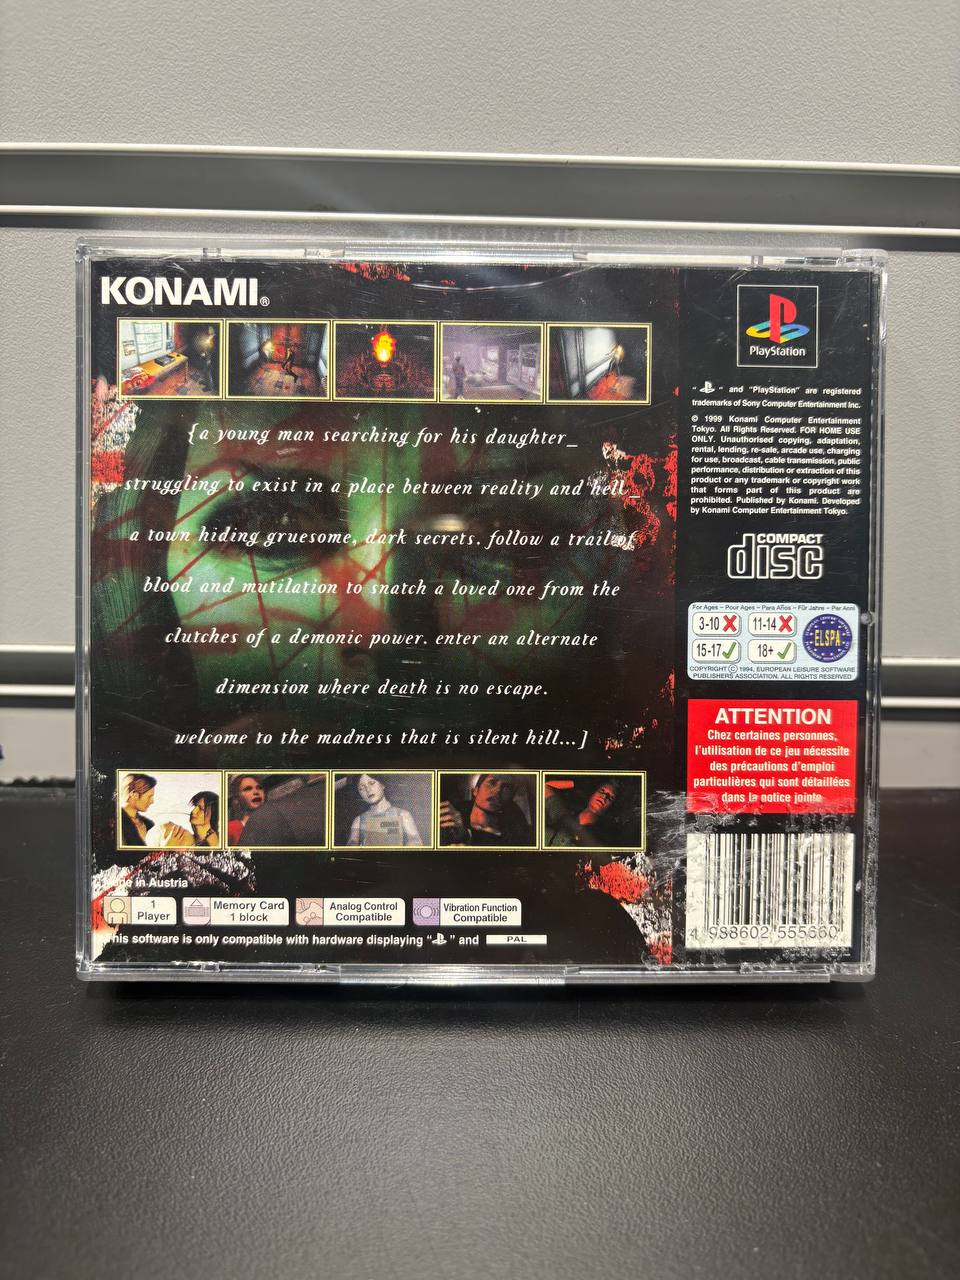 KONAMI®
{a young man searching for his daughter_
struggling to exist in a place between reality and hell_
a town hiding gruesome, dark secrets. follow a trail of
blood and mutilation to snatch a loved one from the
clutches of a demonic power. enter an alternate
dimension where death is no escape.
welcome to the madness that is silent hill...]
in Austria
1
Player
Memory Card
1 block
Analog Control
Compatible
Vibration Function
Compatible
This software is only compatible with hardware displaying " " and PAL
PlayStation
" " and "PlayStation" are registered
trademarks of Sony Computer Entertainment Inc.
© 1999 Konami Computer Entertainment
Tokyo. All Rights Reserved. FOR HOME USE
ONLY. Unauthorised copying, adaptation,
rental, lending, re-sale, arcade use, charging
for use, broadcast, cable transmission, public
performance, distribution or extraction of this
product or any trademark or copyright work
that forms part of this product are
prohibited. Published by Konami. Developed
by Konami Computer Entertainment Tokyo.
COMPACT
disc
For Ages – Pour Ages – Para Años – Für Jahre – Per Anni
3-10 11-14
15-17 18+
ELSPA
COPYRIGHT © 1994, EUROPEAN LEISURE SOFTWARE
PUBLISHERS ASSOCIATION. ALL RIGHTS RESERVED
ATTENTION
Chez certaines personnes,
l'utilisation de ce jeu nécessite
des précautions d'emploi
particulières qui sont détaillées
dans la notice jointe
4 988602 555660